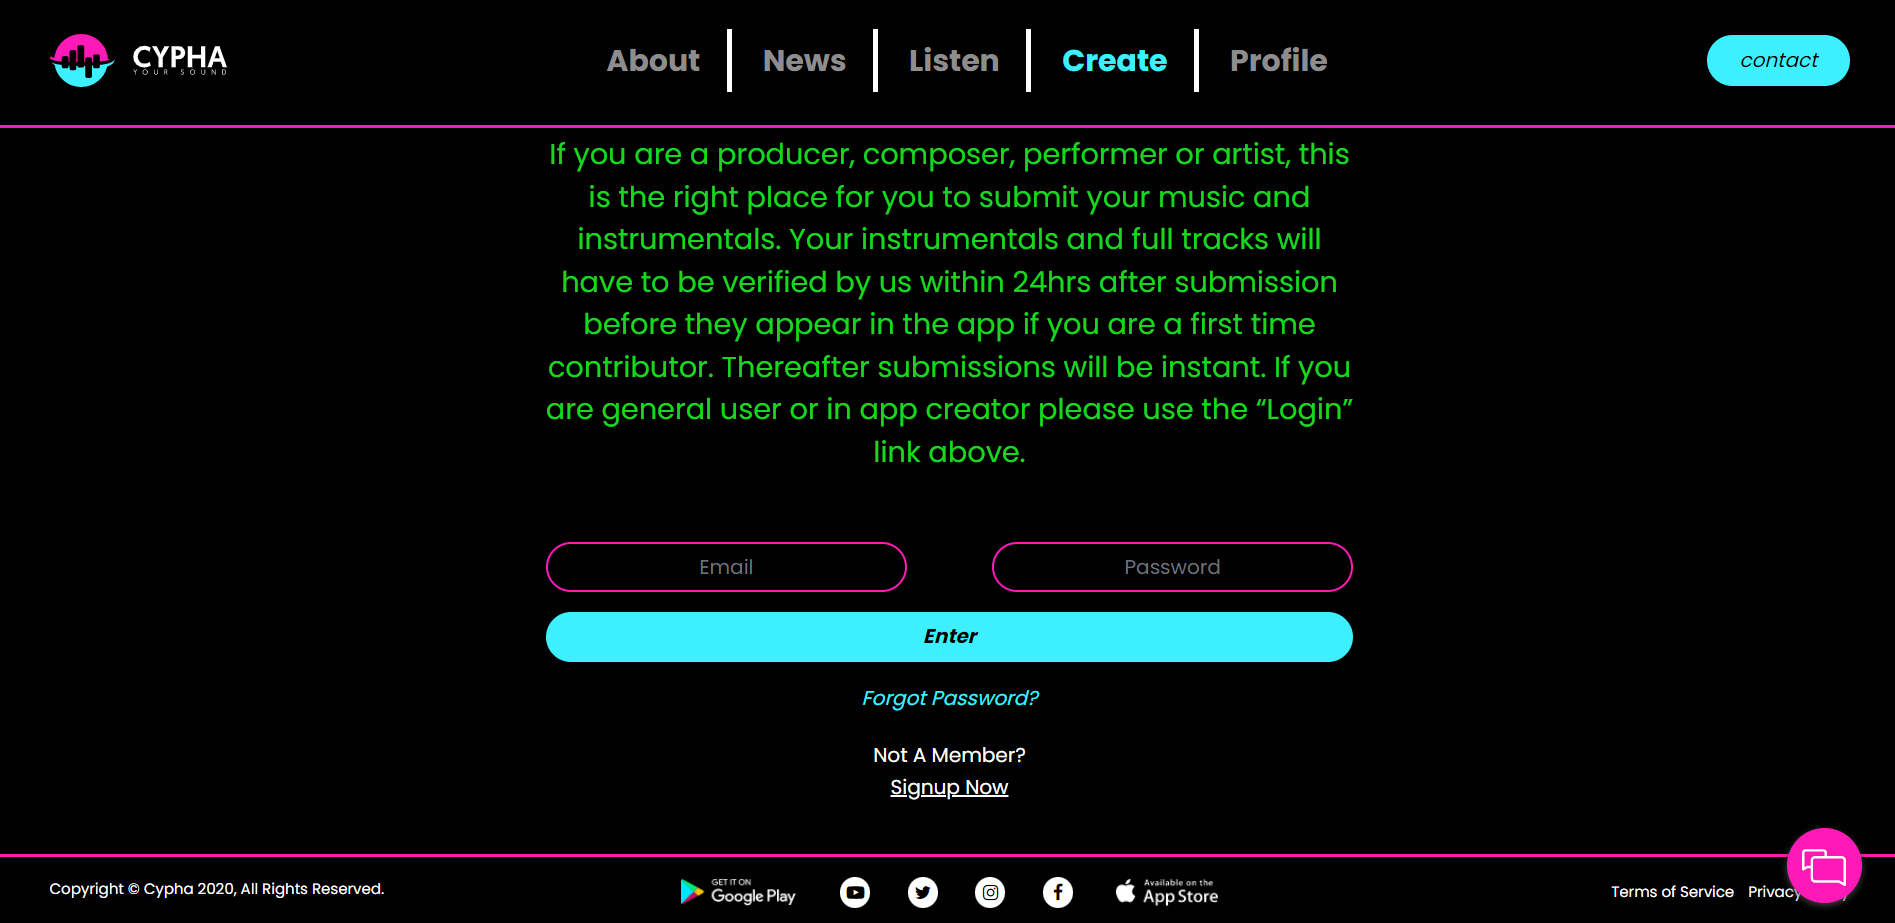 CYPHA
YOUR SOUND
About
News
Listen
Create
Profile
contact
If you are a producer, composer, performer or artist, this
is the right place for you to submit your music and
instrumentals. Your instrumentals and full tracks will
have to be verified by us within 24hrs after submission
before they appear in the app if you are a first time
contributor. Thereafter submissions will be instant. If you
are general user or in app creator please use the “Login”
link above.
Email
Password
Enter
Forgot Password?
Not A Member?
Signup Now
Copyright © Cypha 2020, All Rights Reserved.
GET IT ON
Google Play
Available on the
App Store
Terms of Service
Privacy